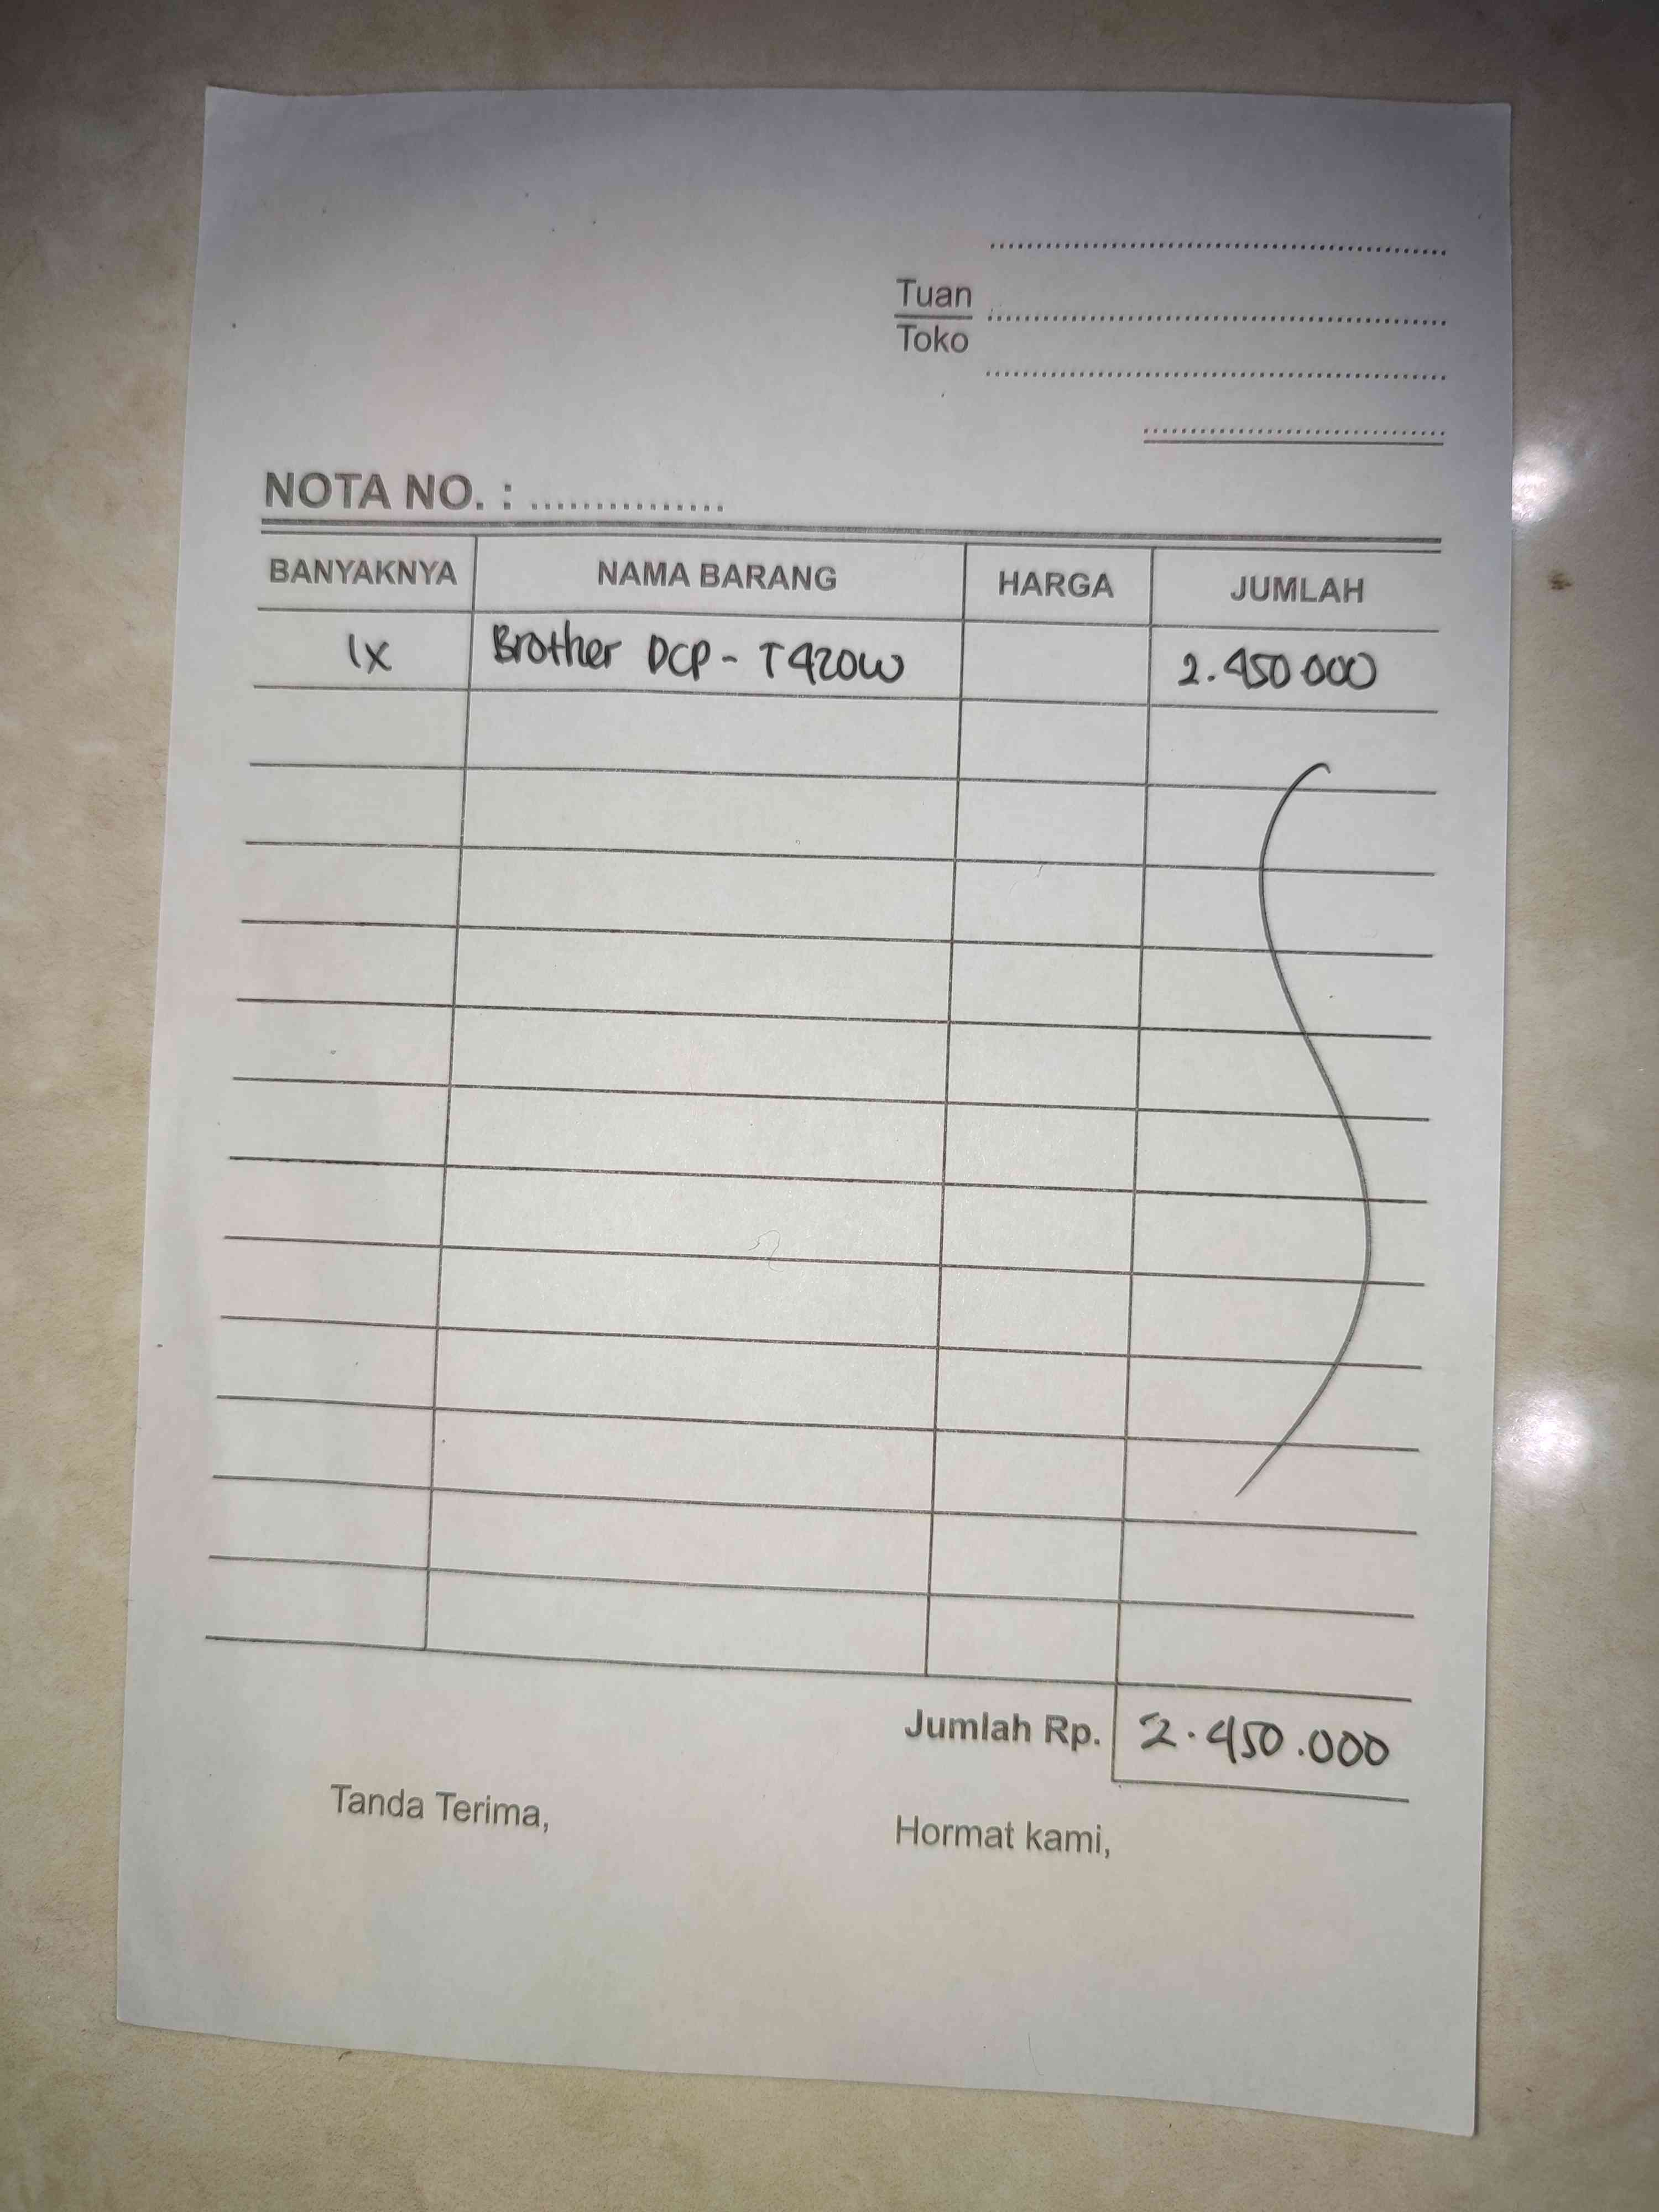 Tuan
Toko
NOTA NO. : ...............
BANYAKNYA NAMA BARANG HARGA JUMLAH
1x Brother DCP - T420W 2.450.000
Jumlah Rp. 2.450.000
Tanda Terima, Hormat kami,